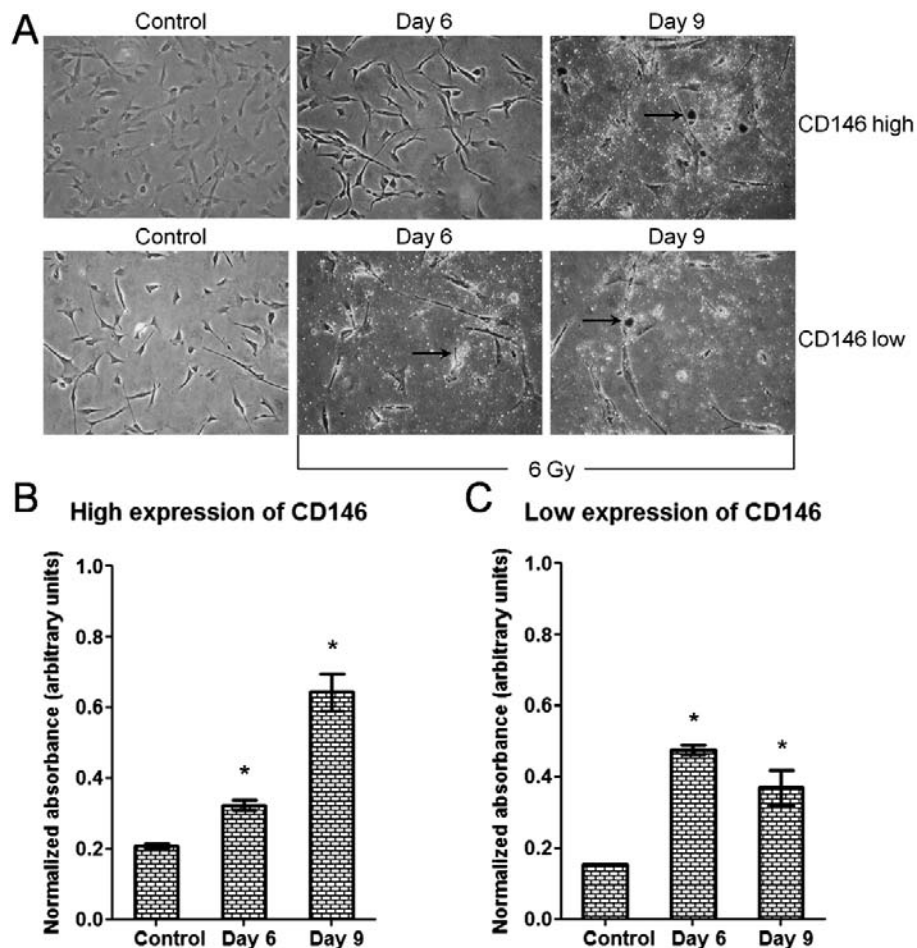 A
Control Day 6 Day 9
CD146 high
Control Day 6 Day 9
CD146 low
6 Gy
B High expression of CD146
Normalized absorbance (arbitrary units)
1.0
0.8
0.6
0.4
0.2
0.0
*
*
Control Day 6 Day 9
C Low expression of CD146
Normalized absorbance (arbitrary units)
1.0
0.8
0.6
0.4
0.2
0.0
*
*
Control Day 6 Day 9